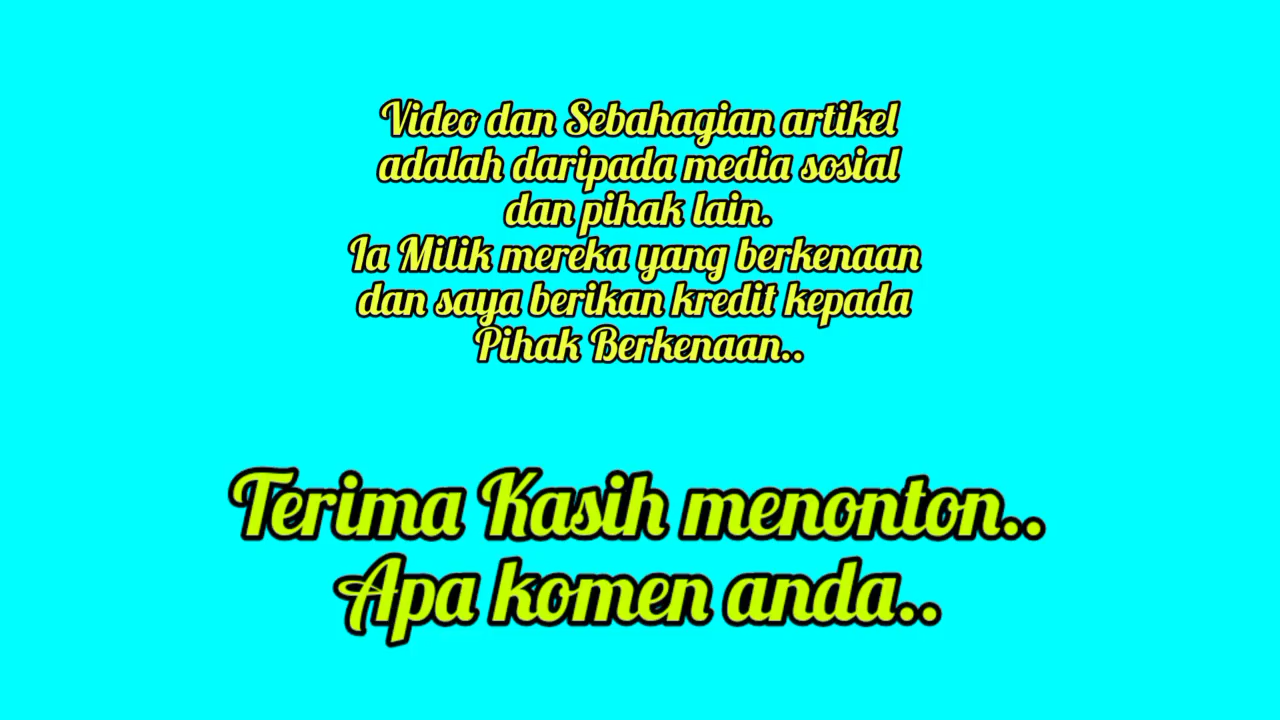 Video dan Sebahagian artikel
adalah daripada media sosial
dan pihak lain.
Ia Milik mereka yang berkenaan
dan saya berikan kredit kepada
Pihak Berkenaan..
Terima Kasih menonton..
Apa komen anda..